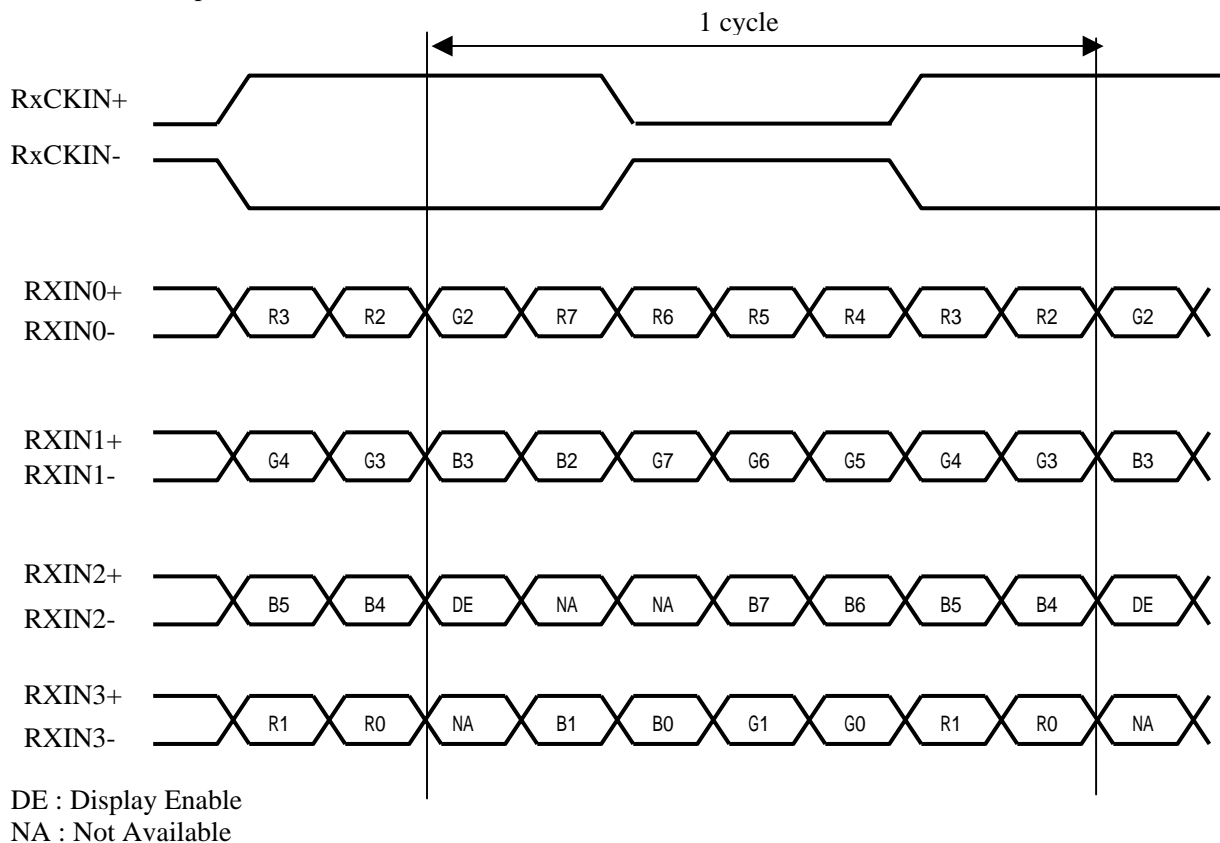 1 cycle
RxCKIN+
RxCKIN-
RXIN0+
RXIN0-
R3 R2 G2 R7 R6 R5 R4 R3 R2 G2
RXIN1+
RXIN1-
G4 G3 B3 B2 G7 G6 G5 G4 G3 B3
RXIN2+
RXIN2-
B5 B4 DE NA NA B7 B6 B5 B4 DE
RXIN3+
RXIN3-
R1 R0 NA B1 B0 G1 G0 R1 R0 NA
DE : Display Enable
NA : Not Available